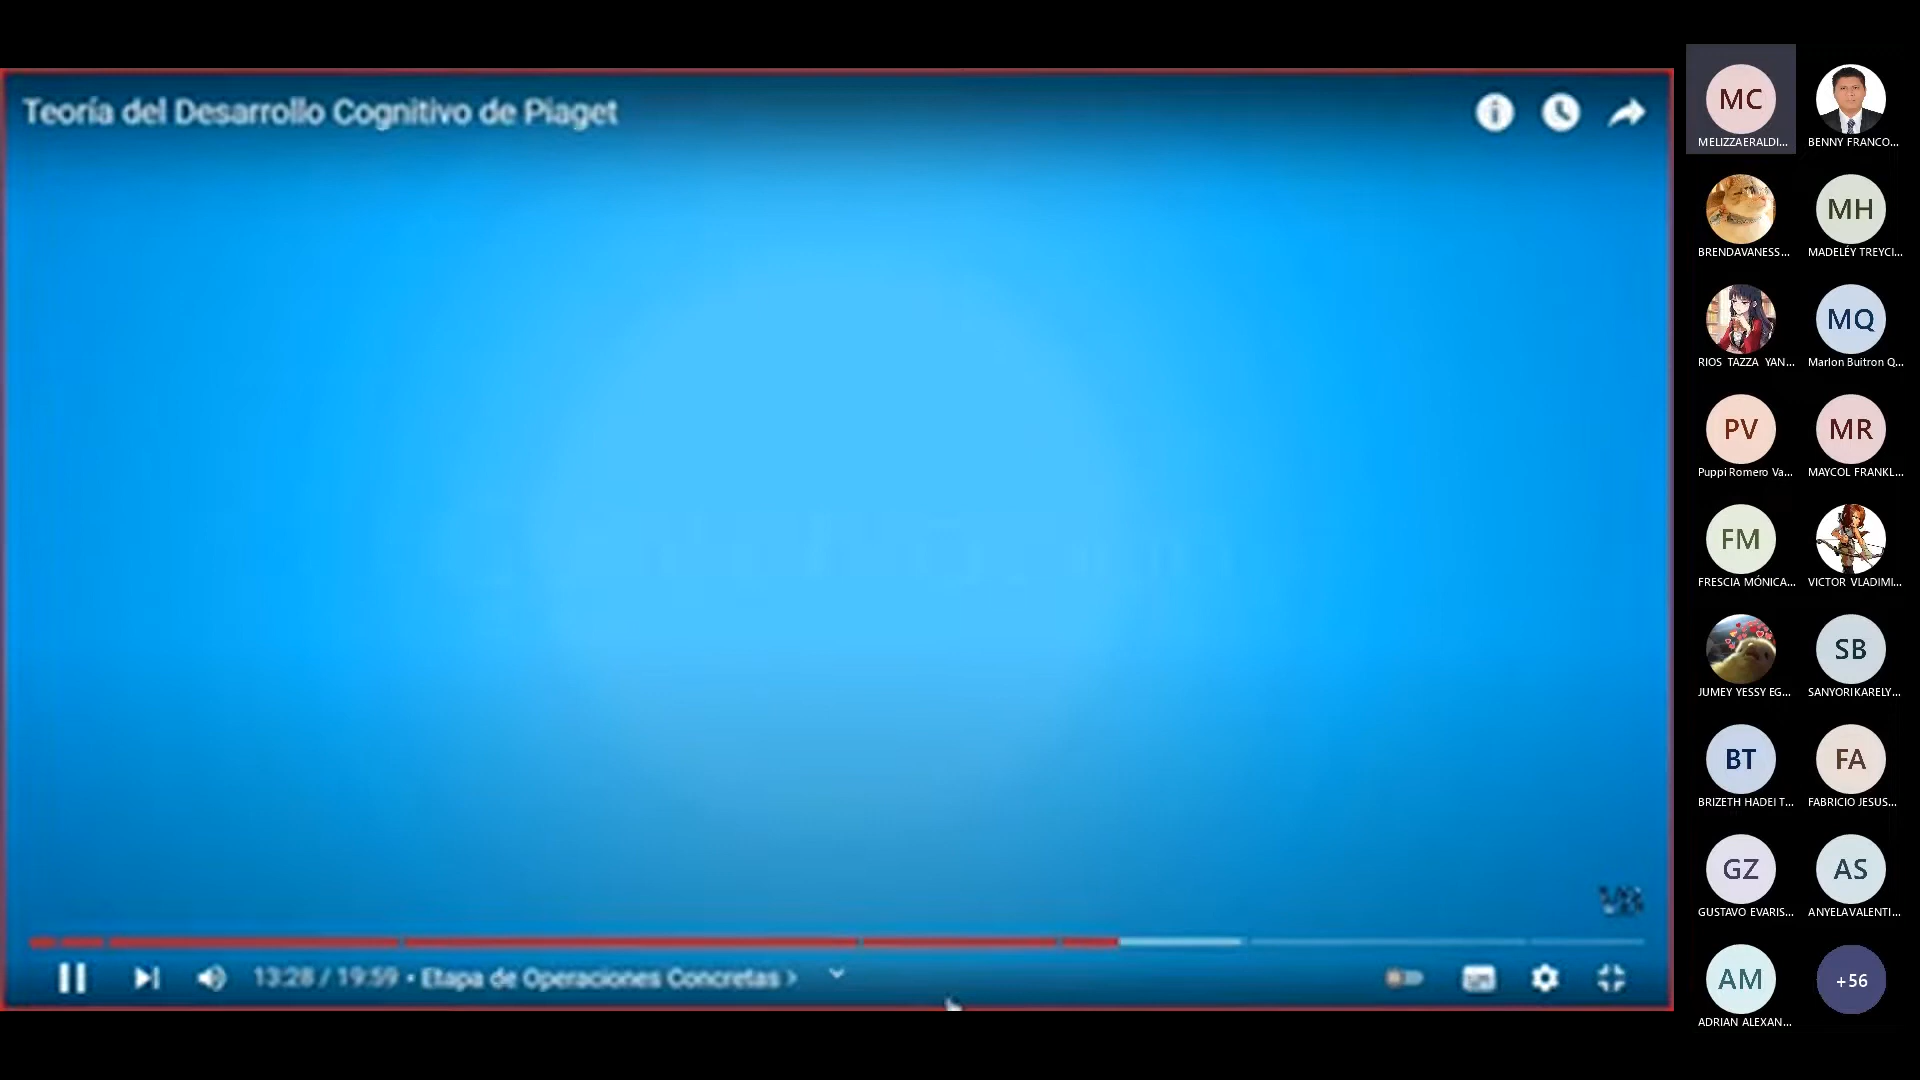 Teoría del Desarrollo Cognitivo de Piaget
13:28 / 19:59 • Etapa de Operaciones Concretas
MC
MELIZZAERALDI...
BENNY FRANCO...
BRENDAVANESS...
MH
MADELÉY TREYCI...
RIOS TAZZA YAN...
MQ
Marlon Buitron Q...
PV
Puppi Romero Va...
MR
MAYCOL FRANKL...
FM
FRESCIA MÓNICA...
VICTOR VLADIMI...
JUMEY YESSY EG...
SB
SANYORIKARELY...
BT
BRIZETH HADEI T...
FA
FABRICIO JESUS...
GZ
GUSTAVO EVARIS...
AS
ANYELAVALENTI...
AM
ADRIAN ALEXAN...
+56